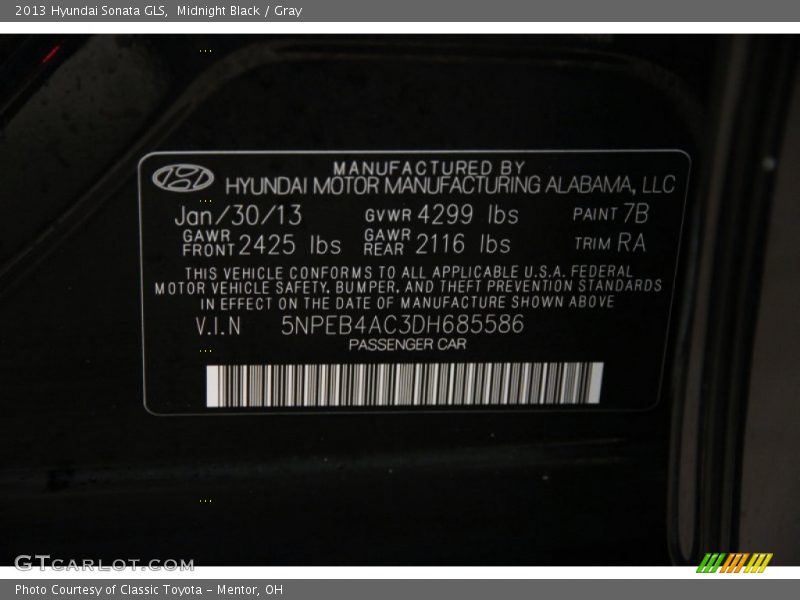 2013 Hyundai Sonata GLS, Midnight Black / Gray
MANUFACTURED BY
HYUNDAI MOTOR MANUFACTURING ALABAMA, LLC
Jan/30/13 GVWR 4299 lbs PAINT 7B
GAWR FRONT 2425 lbs GAWR REAR 2116 lbs TRIM RA
THIS VEHICLE CONFORMS TO ALL APPLICABLE U.S.A. FEDERAL
MOTOR VEHICLE SAFETY, BUMPER, AND THEFT PREVENTION STANDARDS
IN EFFECT ON THE DATE OF MANUFACTURE SHOWN ABOVE
V.I.N 5NPEB4AC3DH685586
PASSENGER CAR
GTCARLOT.COM
Photo Courtesy of Classic Toyota - Mentor, OH